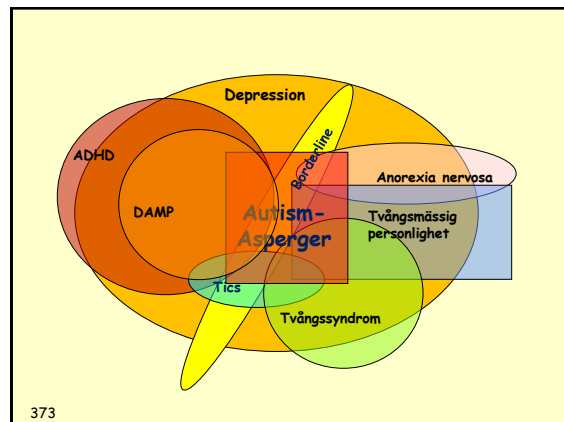 Depression
Borderline
ADHD
Anorexia nervosa
DAMP
Autism-
Asperger
Tvångsmässig
personlighet
Tics
Tvångssyndrom
373